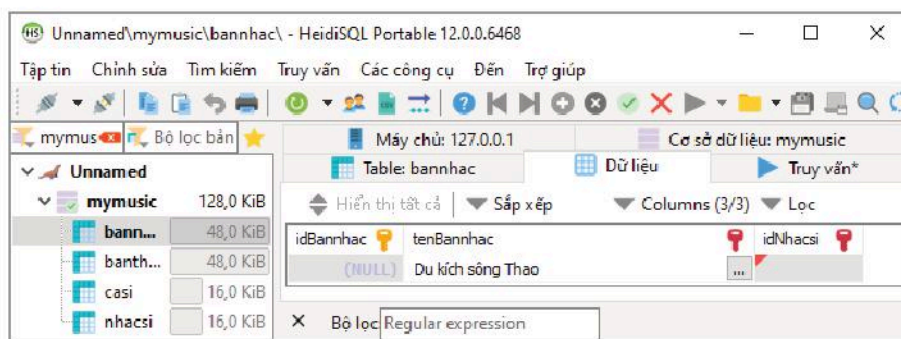 Unnamed\mymusic\bannhac\ - HeidiSQL Portable 12.0.0.6468
Tập tin Chỉnh sửa Tìm kiếm Truy vấn Các công cụ Đến Trợ giúp
mymus Bộ lọc bản
Máy chủ: 127.0.0.1 Cơ sở dữ liệu: mymusic
Unnamed
Table: bannhac Dữ liệu Truy vấn*
mymusic 128,0 KiB
Hiển thị tất cả Sắp xếp Columns (3/3) Lọc
bann... 48,0 KiB
idBannhac tenBannhac idNhacsi
banth... 48,0 KiB
(NULL) Du kích sông Thao ...
casi 16,0 KiB
nhacsi 16,0 KiB
Bộ lọc Regular expression